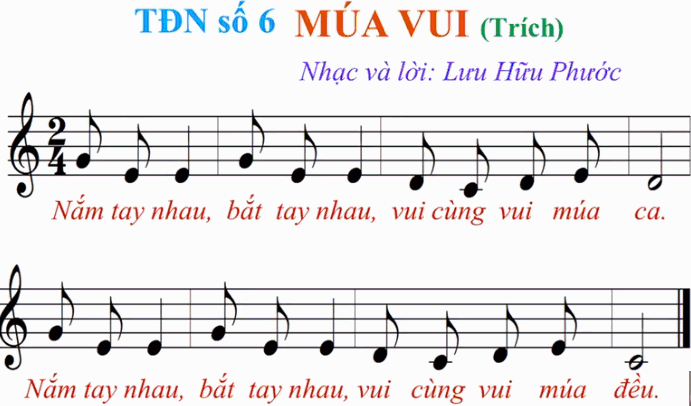 TĐN số 6 MÚA VUI (Trích)
Nhạc và lời: Lưu Hữu Phước
2
4
Nắm tay nhau, bắt tay nhau, vui cùng vui múa ca.
Nắm tay nhau, bắt tay nhau, vui cùng vui múa đều.